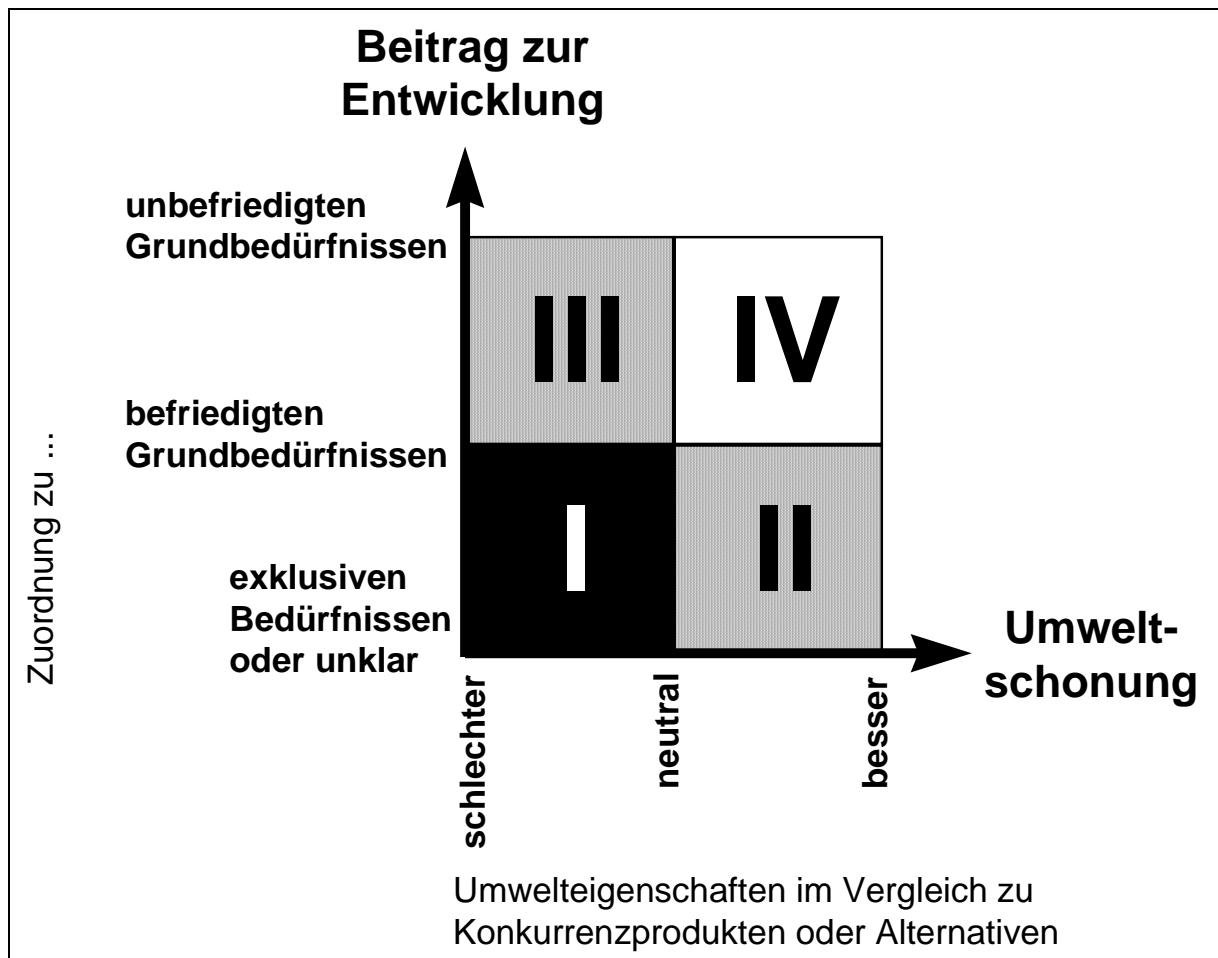 Beitrag zur
Entwicklung
unbefriedigten
Grundbedürfnissen
III
IV
befriedigten
Grundbedürfnissen
Zuordnung zu ...
exklusiven
Bedürfnissen
oder unklar
I
II
Umwelt-
schonung
schlechter
neutral
besser
Umwelteigenschaften im Vergleich zu
Konkurrenzprodukten oder Alternativen